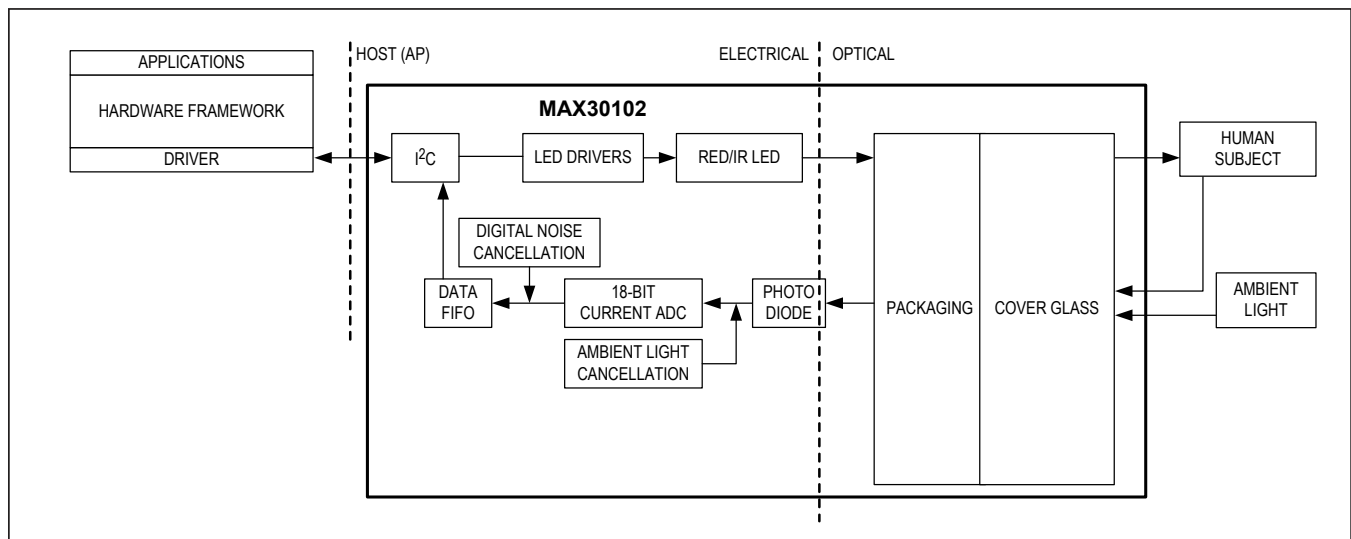 HOST (AP)
ELECTRICAL
OPTICAL
APPLICATIONS
HARDWARE FRAMEWORK
DRIVER
MAX30102
I²C
LED DRIVERS
RED/IR LED
HUMAN
SUBJECT
DIGITAL NOISE
CANCELLATION
DATA
FIFO
18-BIT
CURRENT ADC
PHOTO
DIODE
PACKAGING
COVER GLASS
AMBIENT
LIGHT
AMBIENT LIGHT
CANCELLATION